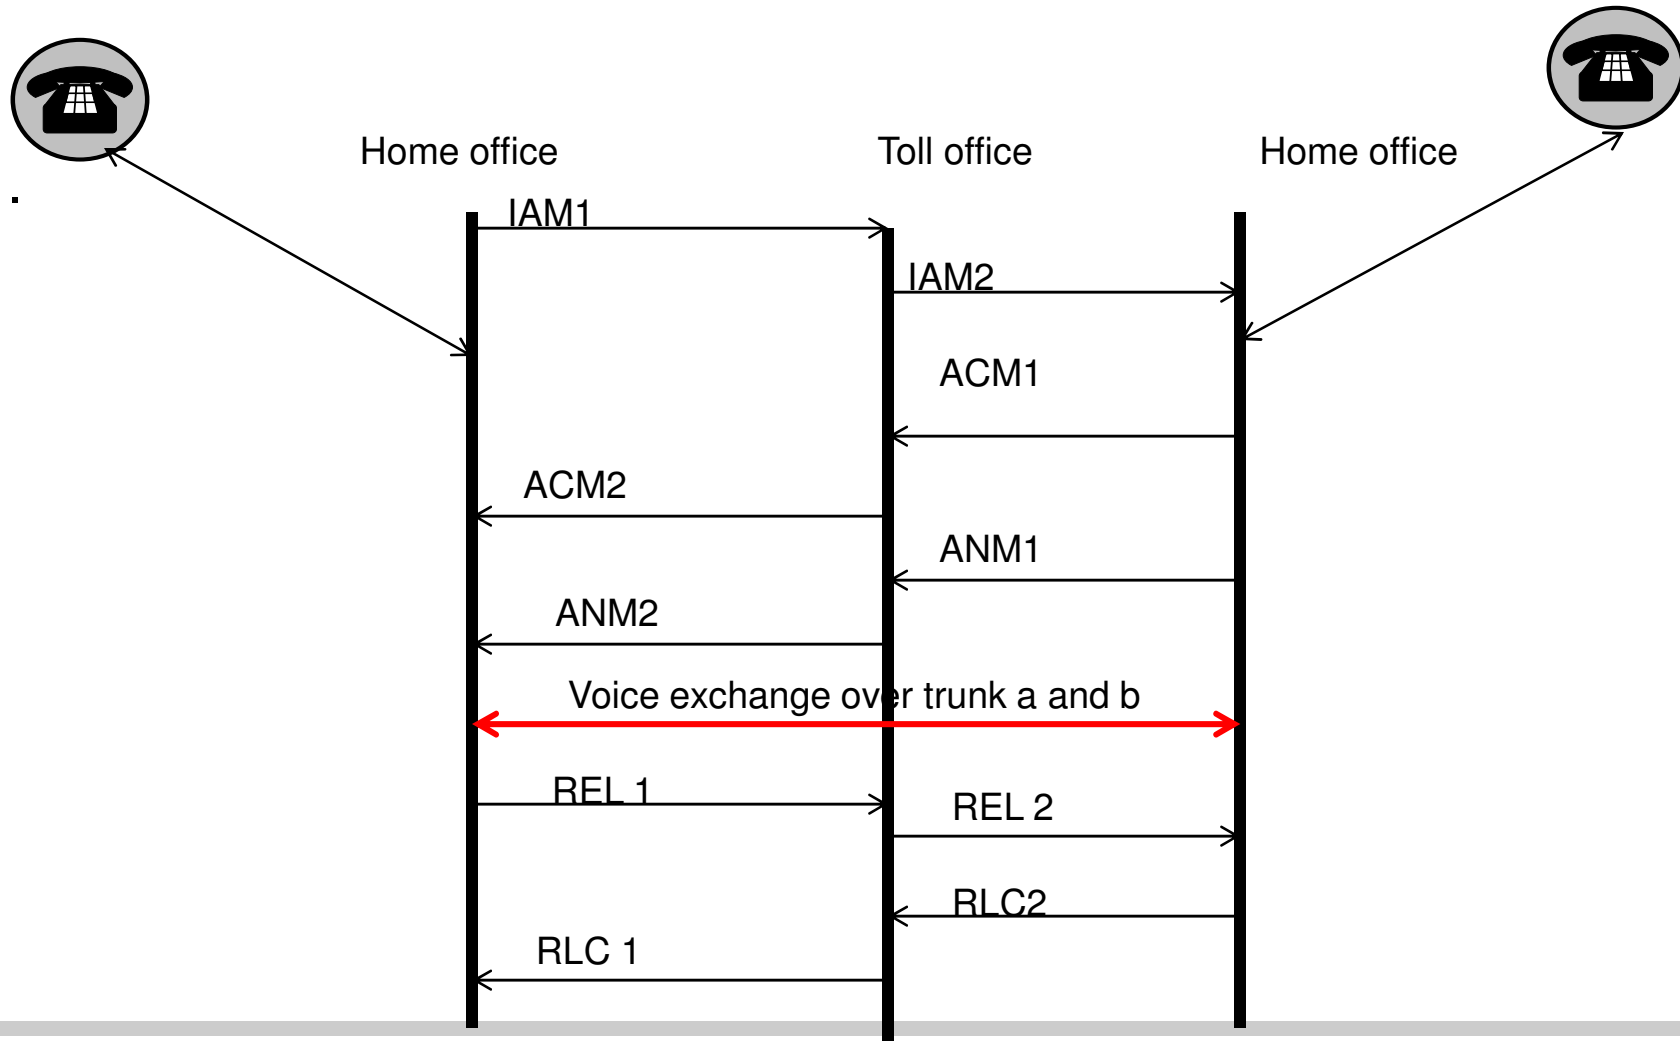 Home office
Toll office
Home office
IAM1
IAM2
ACM1
ACM2
ANM1
ANM2
Voice exchange over trunk a and b
REL 1
REL 2
RLC2
RLC 1